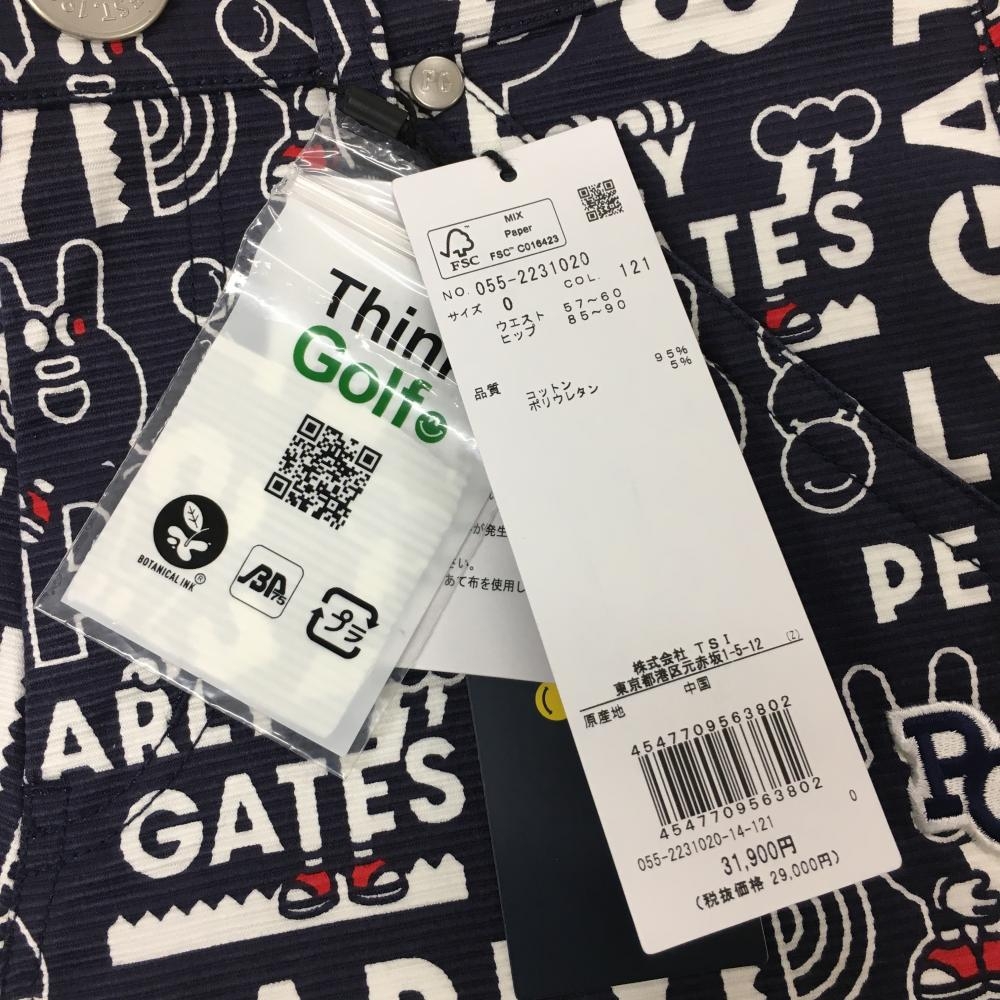 EST.
FG
MIX
Paper
FSC™ C016423
FSC
NO. 055-2231020
COL. 121
サイズ 0
ウエスト 57〜60
ヒップ 85〜90
95%
5%
品質 コットン
ポリウレタン
株式会社 TSI (Z)
東京都港区元赤坂1-5-12
原産地 中国
4547709563802
4547709563802
0
055-2231020-14-121
31,900円
(税抜価格 29,000円)
Thin
Golf
BOTANICAL INK®
BP75
プラ
が発生
さい。
あて布を使用し
TES
PE
GATES